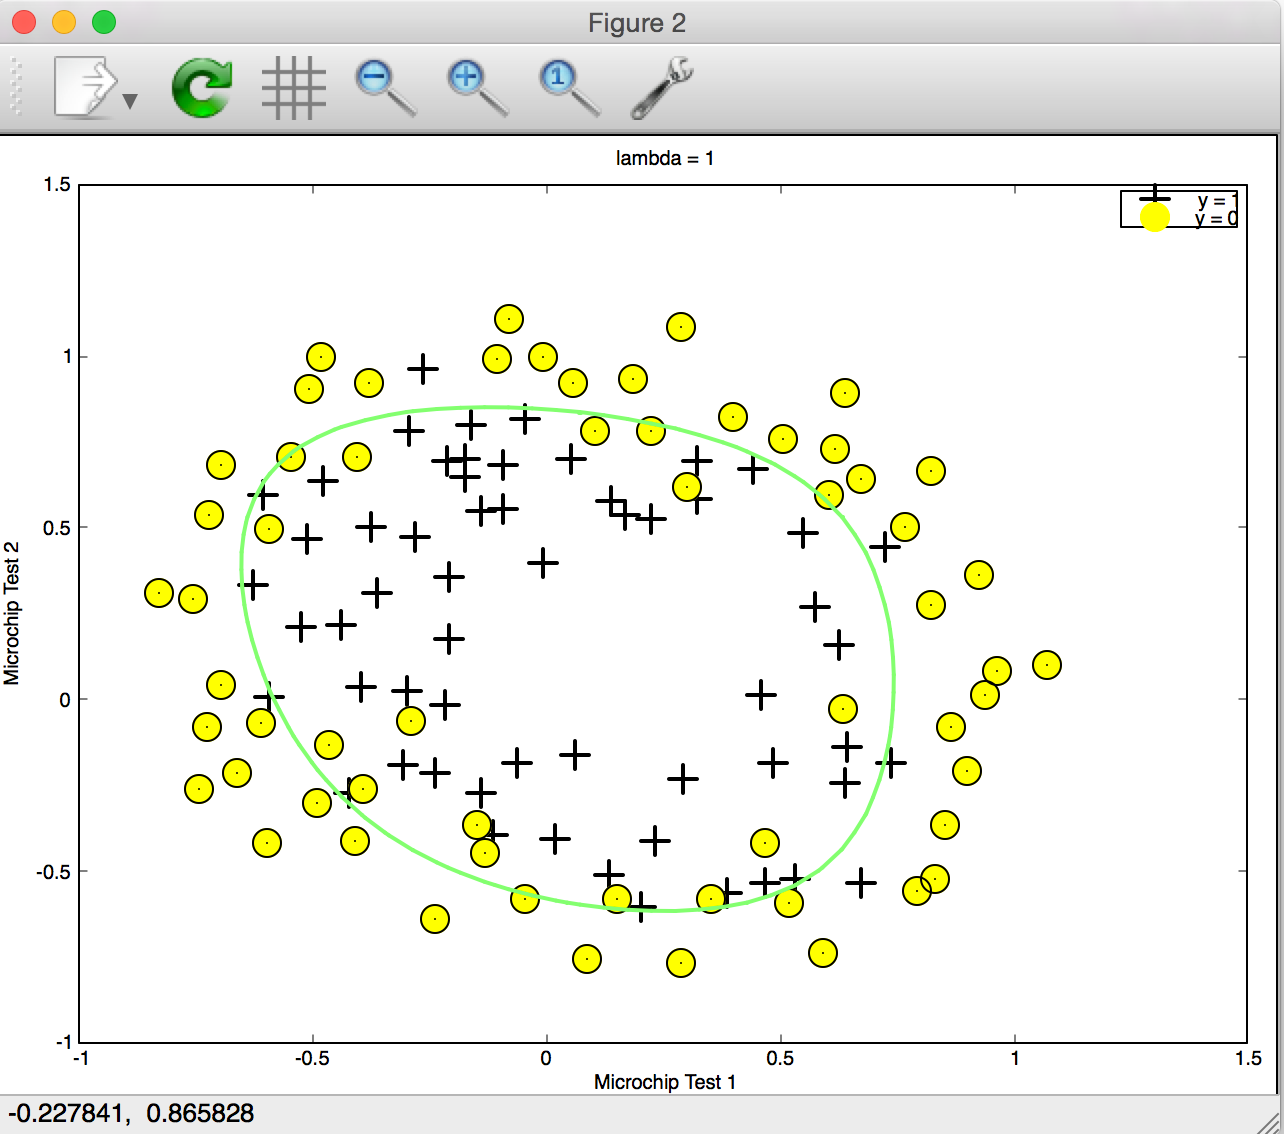 Figure 2
1
lambda = 1
1.5
y = 1
y = 0
1
0.5
0
-0.5
-1
Microchip Test 2
-1 -0.5 0 0.5 1 1.5
Microchip Test 1
-0.227841, 0.865828